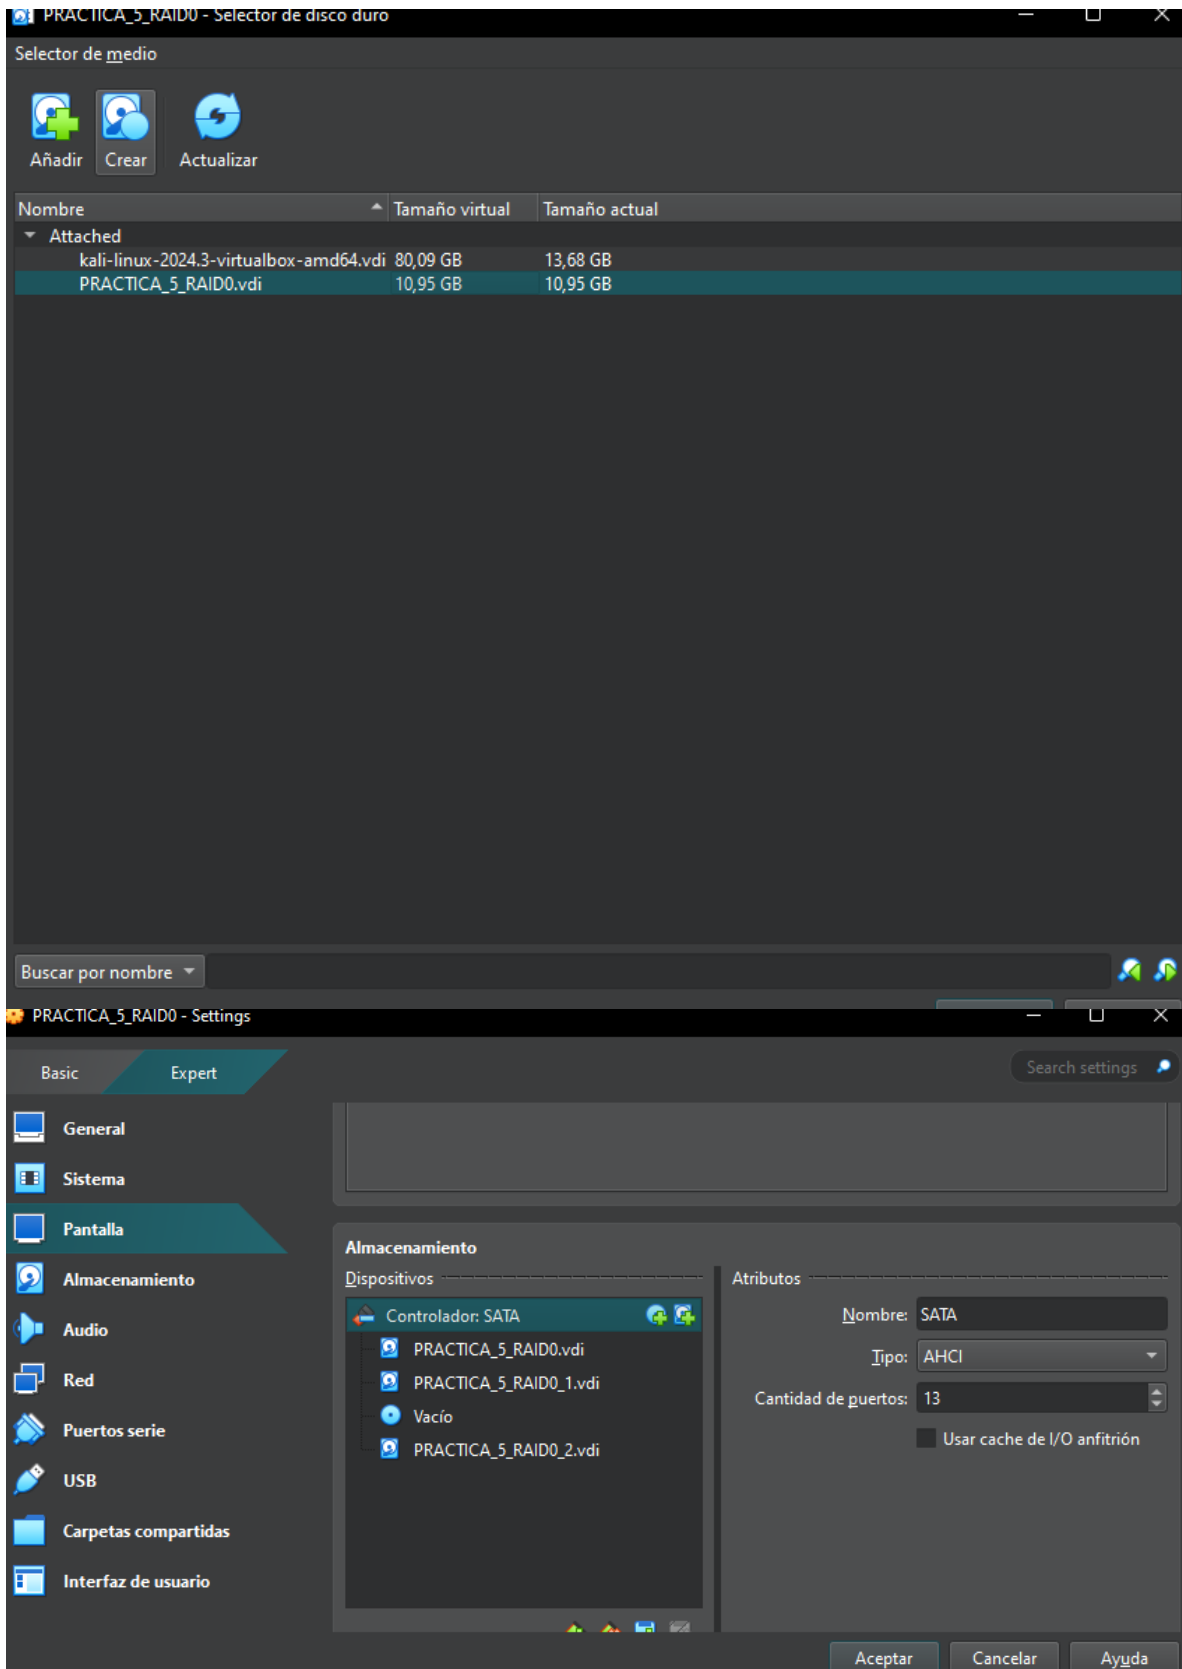 PRACTICA_5_RAID0 - Selector de disco duro
Selector de medio
Añadir Crear Actualizar
Nombre Tamaño virtual Tamaño actual
Attached
kali-linux-2024.3-virtualbox-amd64.vdi 80,09 GB 13,68 GB
PRACTICA_5_RAID0.vdi 10,95 GB 10,95 GB
Buscar por nombre
PRACTICA_5_RAID0 - Settings
Basic Expert Search settings
General
Sistema
Pantalla
Almacenamiento
Audio
Red
Puertos serie
USB
Carpetas compartidas
Interfaz de usuario
Almacenamiento
Dispositivos
Controlador: SATA
PRACTICA_5_RAID0.vdi
PRACTICA_5_RAID0_1.vdi
Vacío
PRACTICA_5_RAID0_2.vdi
Atributos
Nombre: SATA
Tipo: AHCI
Cantidad de puertos: 13
Usar cache de I/O anfitrión
Aceptar Cancelar Ayuda